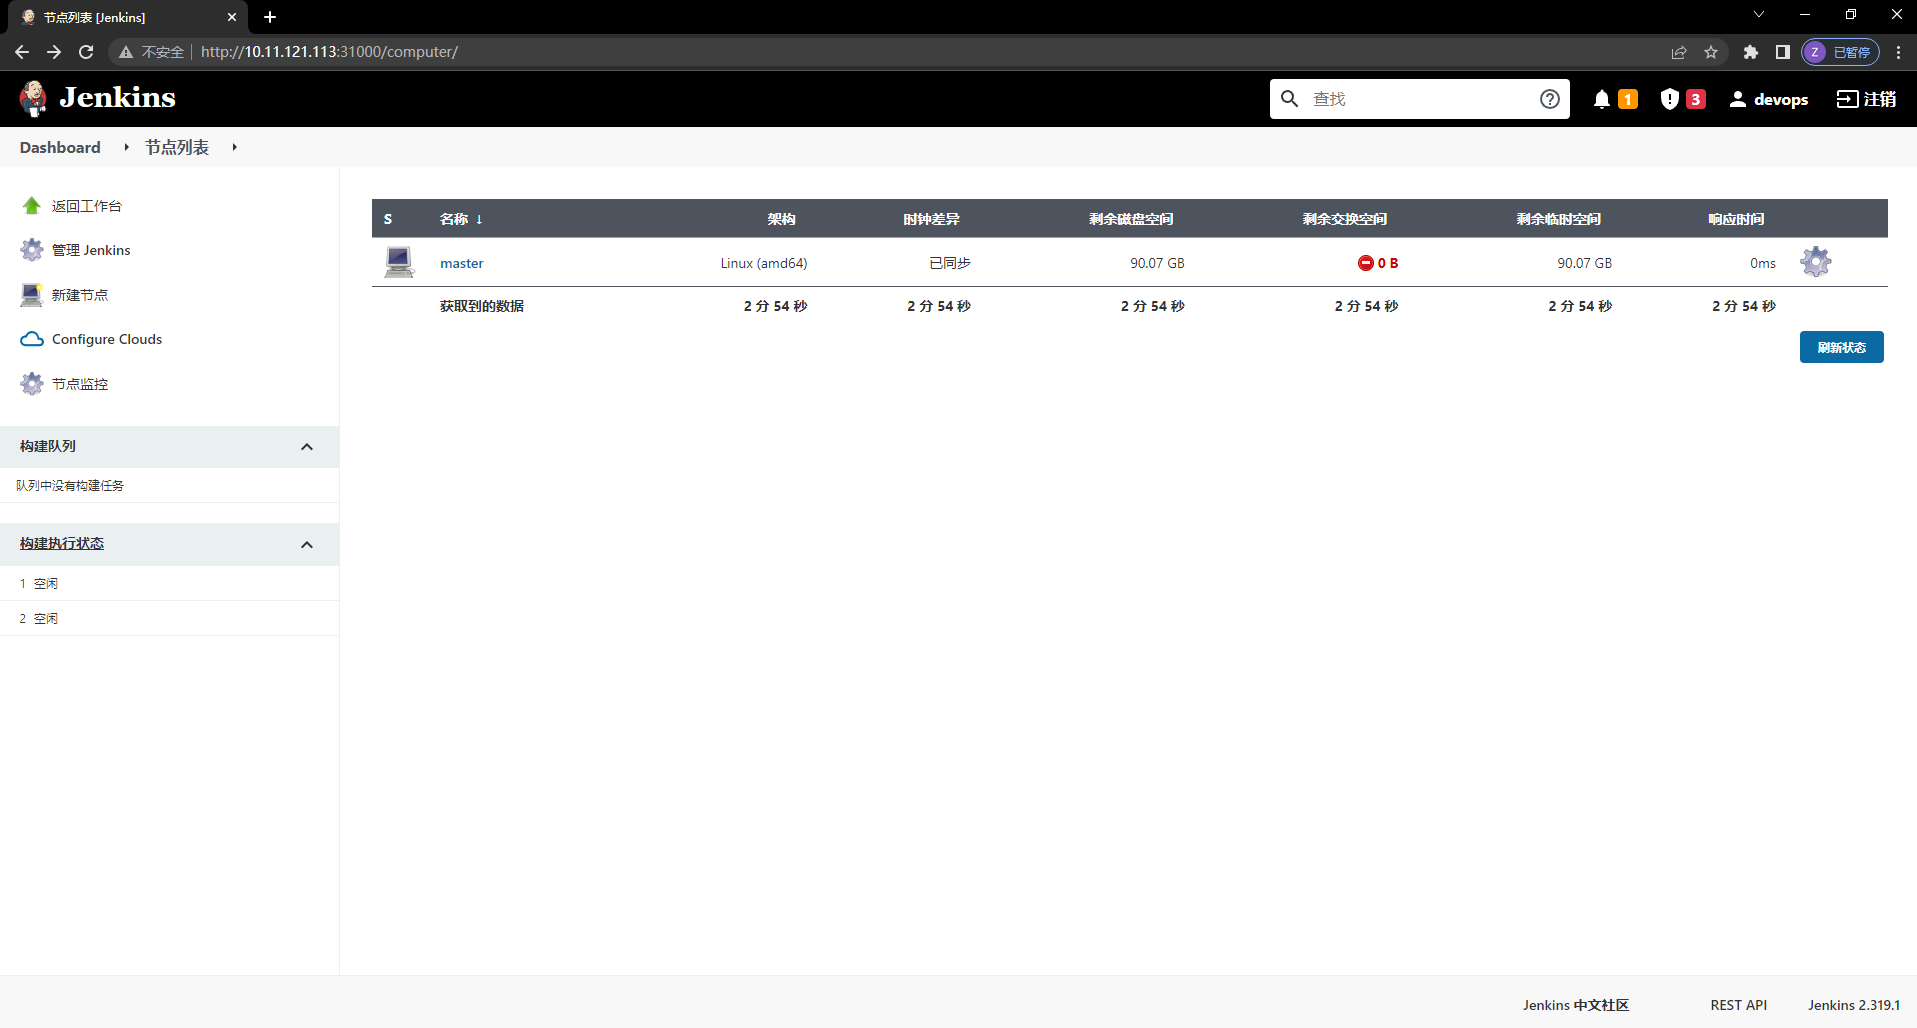 节点列表 [Jenkins]
不安全 http://10.11.121.113:31000/computer/
Z 已暂停
Jenkins
查找
1
3
devops
注销
Dashboard 节点列表
返回工作台
管理 Jenkins
新建节点
Configure Clouds
节点监控
构建队列
队列中没有构建任务
构建执行状态
1 空闲
2 空闲
S 名称 ↓ 架构 时钟差异 剩余磁盘空间 剩余交换空间 剩余临时空间 响应时间
master Linux (amd64) 已同步 90.07 GB 0 B 90.07 GB 0ms
获取到的数据 2 分 54 秒 2 分 54 秒 2 分 54 秒 2 分 54 秒 2 分 54 秒 2 分 54 秒
刷新状态
Jenkins 中文社区 REST API Jenkins 2.319.1